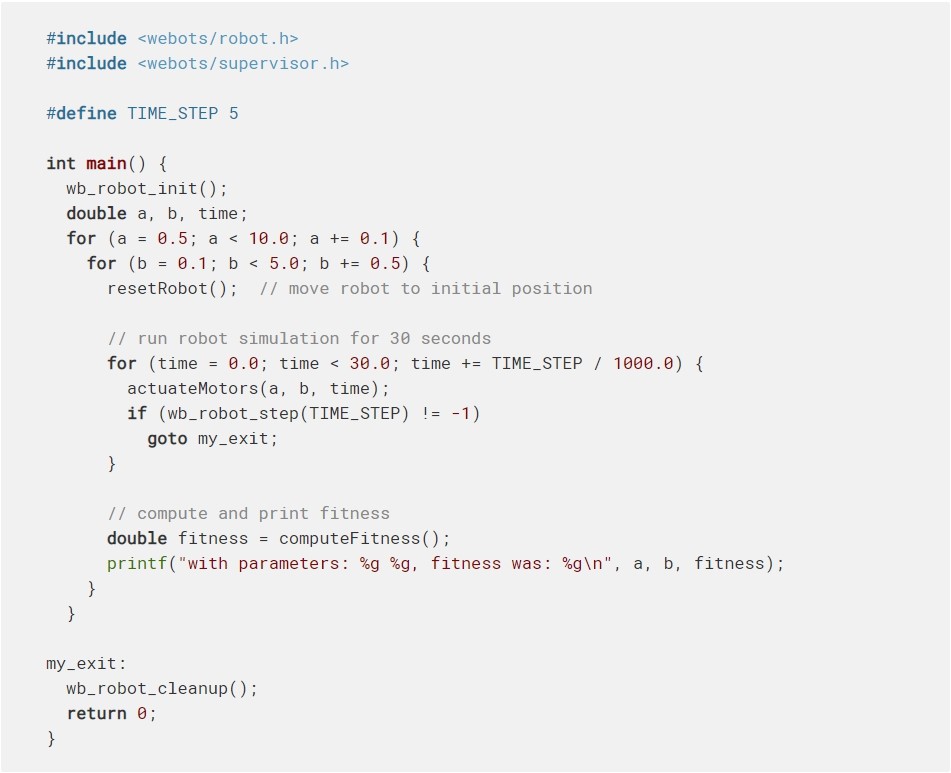 #include <webots/robot.h>
#include <webots/supervisor.h>

#define TIME_STEP 5

int main() {
  wb_robot_init();
  double a, b, time;
  for (a = 0.5; a < 10.0; a += 0.1) {
    for (b = 0.1; b < 5.0; b += 0.5) {
      resetRobot();  // move robot to initial position

      // run robot simulation for 30 seconds
      for (time = 0.0; time < 30.0; time += TIME_STEP / 1000.0) {
        actuateMotors(a, b, time);
        if (wb_robot_step(TIME_STEP) != -1)
          goto my_exit;
      }

      // compute and print fitness
      double fitness = computeFitness();
      printf("with parameters: %g %g, fitness was: %g\n", a, b, fitness);
    }
  }

my_exit:
  wb_robot_cleanup();
  return 0;
}